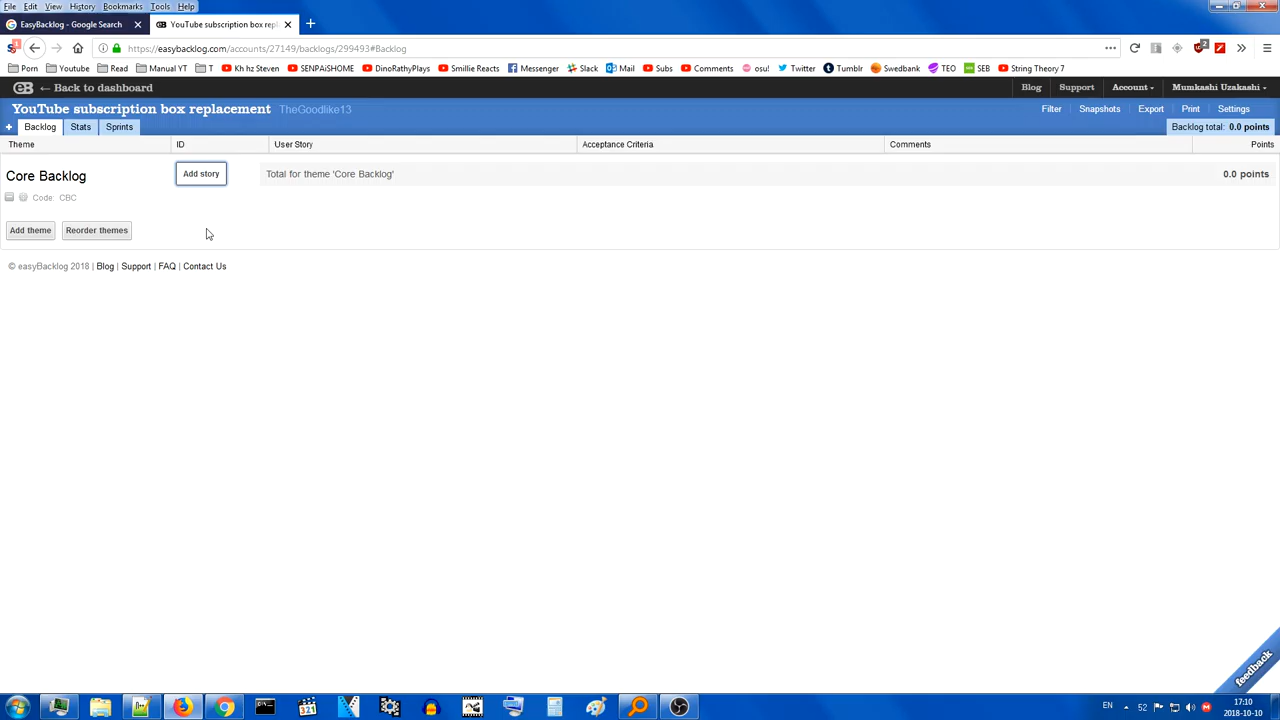 File Edit View History Bookmarks Tools Help
EasyBacklog - Google Search
YouTube subscription box repl
https://easybacklog.com/accounts/27149/backlogs/299493#Backlog
Porn Youtube Read Manual YT T Kh hz Steven SENPAiSHOME DinoRathyPlays Smillie Reacts Messenger Slack Mail Subs Comments osu! Twitter Tumblr Swedbank TEO SEB String Theory 7
eB ← Back to dashboard Blog Support Account Mumkashi Uzakashi
YouTube subscription box replacement TheGoodlike13 Filter Snapshots Export Print Settings
+ Backlog Stats Sprints Backlog total: 0.0 points
Theme ID User Story Acceptance Criteria Comments Points
Core Backlog Add story Total for theme 'Core Backlog' 0.0 points
Code: CBC
Add theme Reorder themes
© easyBacklog 2018 | Blog | Support | FAQ | Contact Us
feedback
EN 52 17:10
2018-10-10